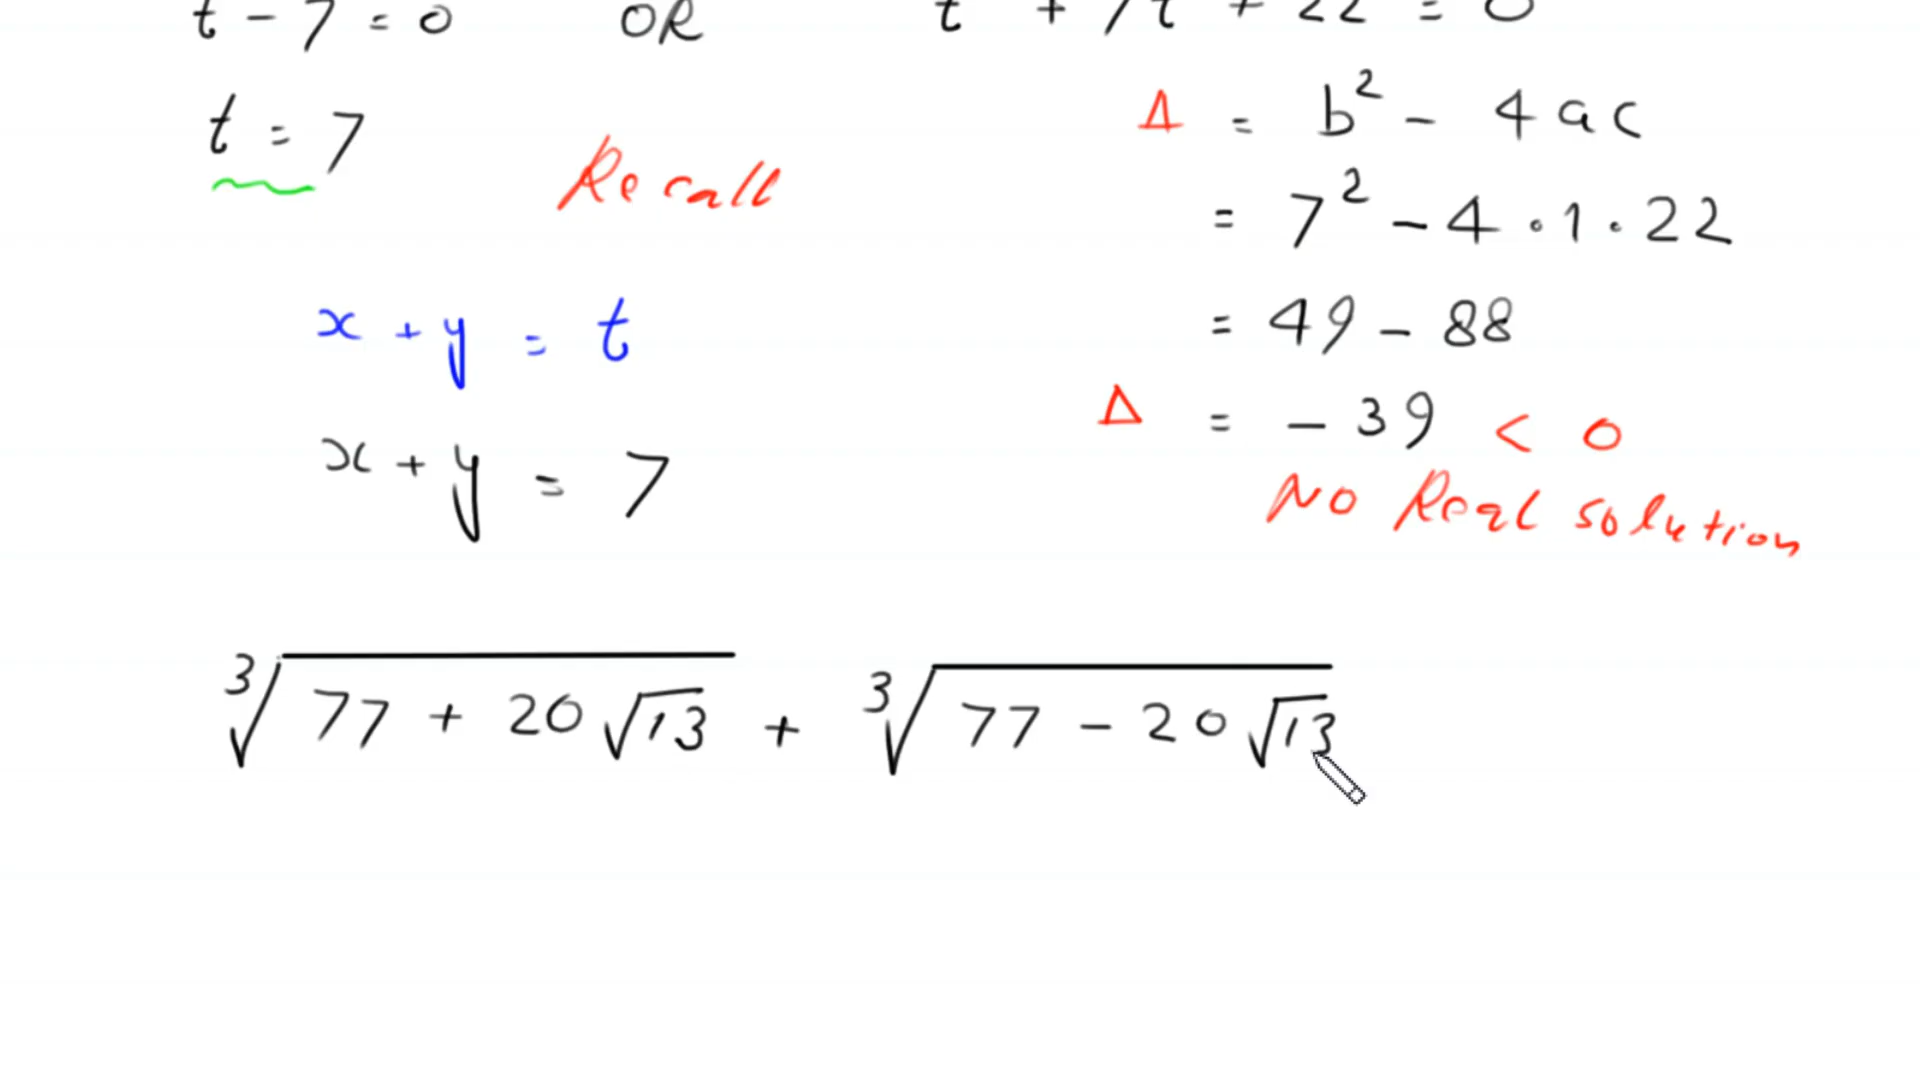 t - 7 = 0 OR t + 7t + 22 = 0
t = 7
Recall
x + y = t
x + y = 7
Δ = b² - 4ac
= 7² - 4 · 1 · 22
= 49 - 88
Δ = - 39 < 0
No Real solution
∛(77 + 20√13) + ∛(77 - 20√13)